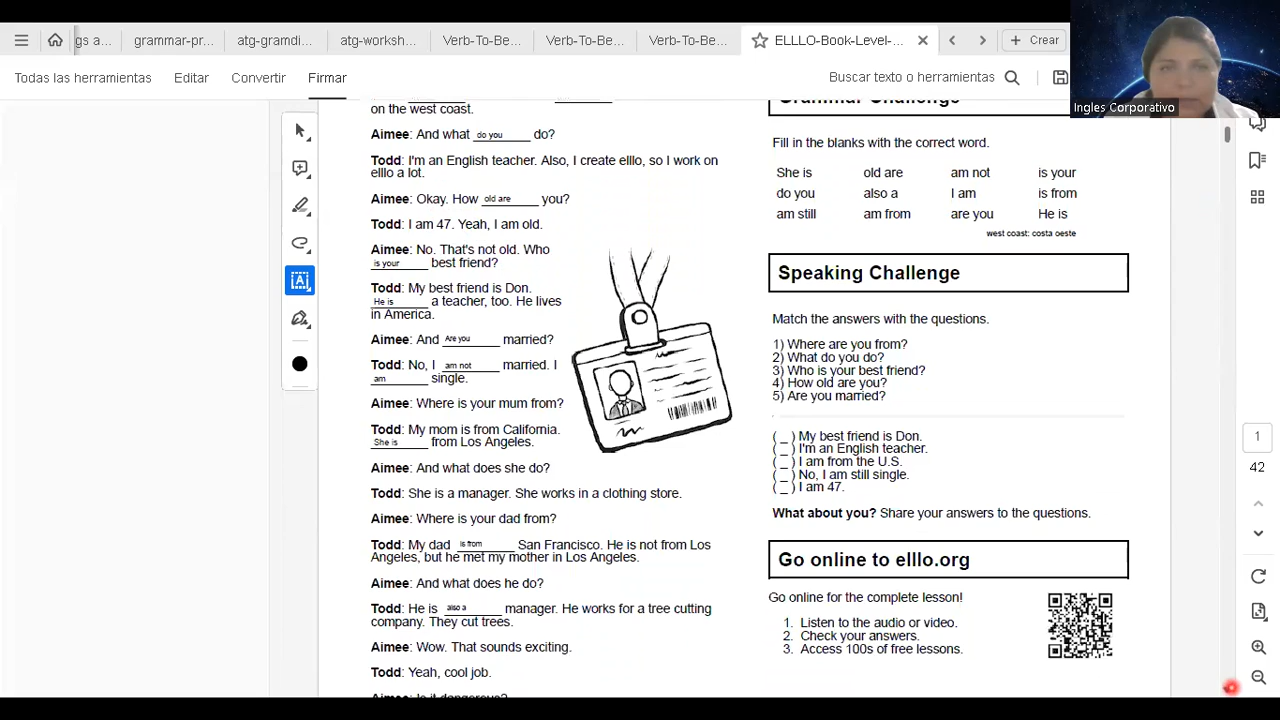 gs a...
grammar-pr...
atg-gramdi...
atg-worksh...
Verb-To-Be...
Verb-To-Be...
Verb-To-Be...
ELLLO-Book-Level-...
Crear
Todas las herramientas
Editar
Convertir
Firmar
Buscar texto o herramientas
Ingles Corporativo
on the west coast.
Aimee: And what do you do?
Todd: I'm an English teacher. Also, I create elllo, so I work on
elllo a lot.
Aimee: Okay. How old are you?
Todd: I am 47. Yeah, I am old.
Aimee: No. That's not old. Who
is your best friend?
Todd: My best friend is Don.
He is a teacher, too. He lives
in America.
Aimee: And Are you married?
Todd: No, I am not married. I
am single.
Aimee: Where is your mum from?
Todd: My mom is from California.
She is from Los Angeles.
Aimee: And what does she do?
Todd: She is a manager. She works in a clothing store.
Aimee: Where is your dad from?
Todd: My dad is from San Francisco. He is not from Los
Angeles, but he met my mother in Los Angeles.
Aimee: And what does he do?
Todd: He is also a manager. He works for a tree cutting
company. They cut trees.
Aimee: Wow. That sounds exciting.
Todd: Yeah, cool job.
Aimee: Is it dangerous?
Grammar Challenge
Fill in the blanks with the correct word.
She is old are am not is your
do you also a I am is from
am still am from are you He is
west coast: costa oeste
Speaking Challenge
Match the answers with the questions.
1) Where are you from?
2) What do you do?
3) Who is your best friend?
4) How old are you?
5) Are you married?
( _ ) My best friend is Don.
( _ ) I'm an English teacher.
( _ ) I am from the U.S.
( _ ) No, I am still single.
( _ ) I am 47.
What about you? Share your answers to the questions.
Go online to elllo.org
Go online for the complete lesson!
1. Listen to the audio or video.
2. Check your answers.
3. Access 100s of free lessons.
1
42